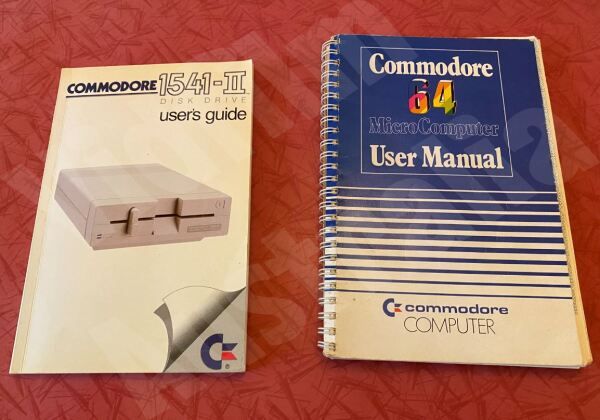 COMMODORE 1541-II
DISK DRIVE
user's guide
Commodore
64
MicroComputer
User Manual
commodore
COMPUTER